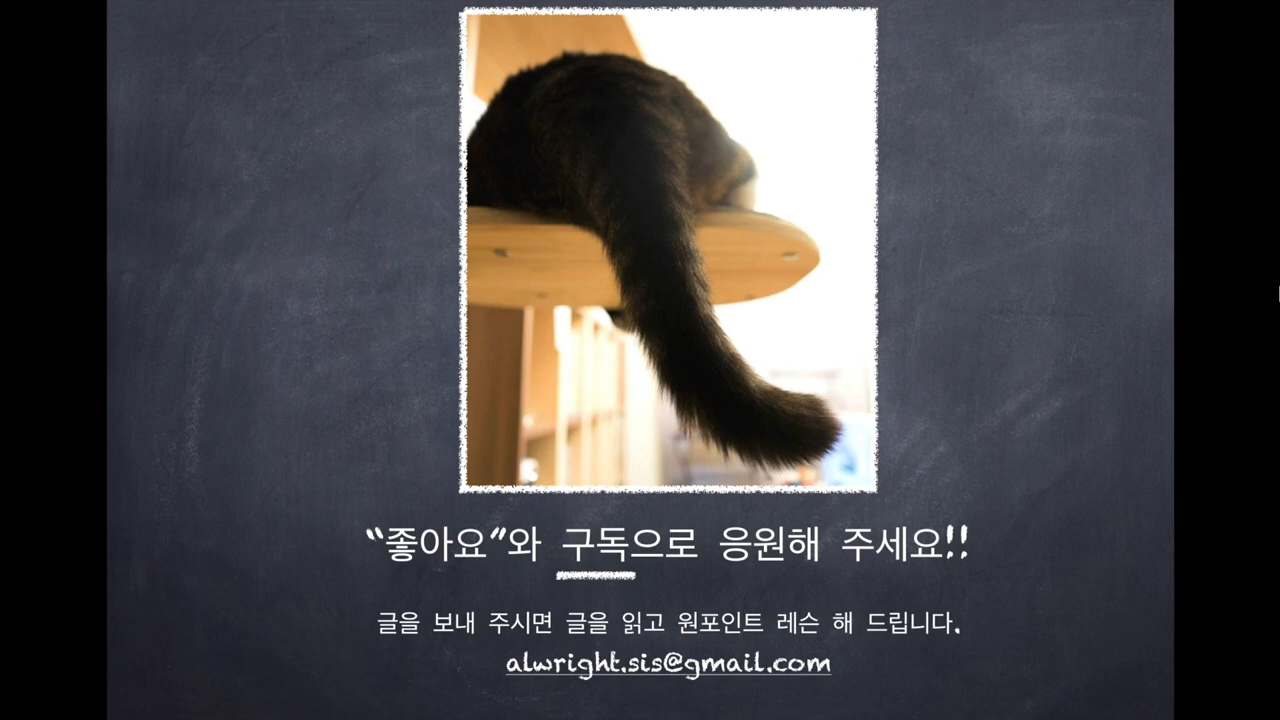 “좋아요”와 구독으로 응원해 주세요!!
글을 보내 주시면 글을 읽고 원포인트 레슨 해 드립니다.
alwright.sis@gmail.com